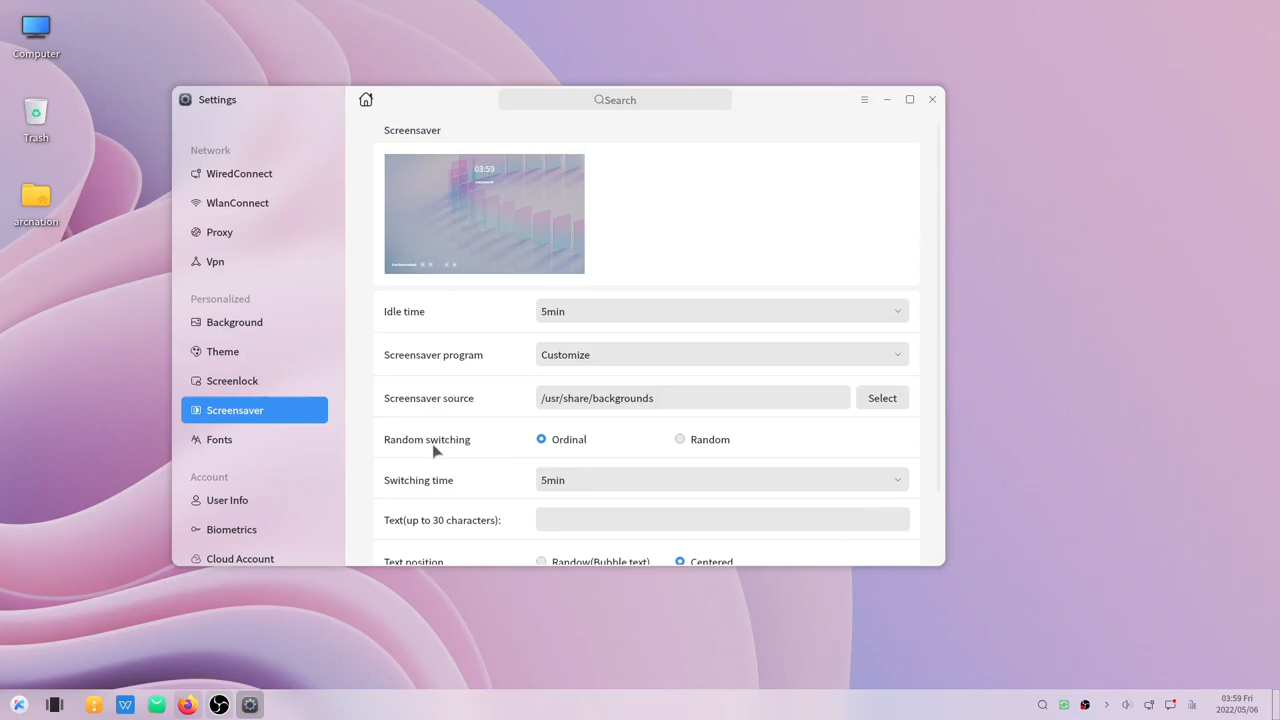 Computer
Trash
arcnation
Settings
Search
Network
WiredConnect
WlanConnect
Proxy
Vpn
Personalized
Background
Theme
Screenlock
Screensaver
Fonts
Account
User Info
Biometrics
Cloud Account
Screensaver
03:59
Idle time
5min
Screensaver program
Customize
Screensaver source
/usr/share/backgrounds
Select
Random switching
Ordinal
Random
Switching time
5min
Text(up to 30 characters):
Text position
Randow(Bubble text)
Centered
03:59 Fri
2022/05/06